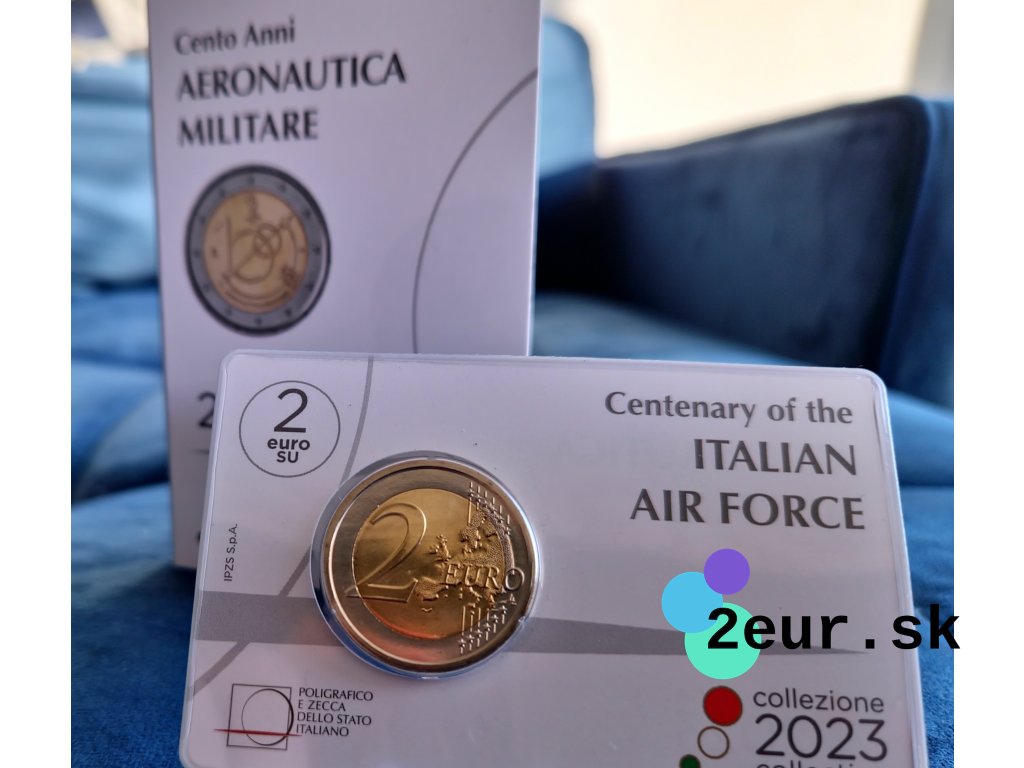 Cento Anni
AERONAUTICA
MILITARE
2
2
euro
SU
Centenary of the
ITALIAN
AIR FORCE
IPZS S.p.A.
2 EURO
2eur.sk
POLIGRAFICO
E ZECCA
DELLO STATO
ITALIANO
collezione
2023